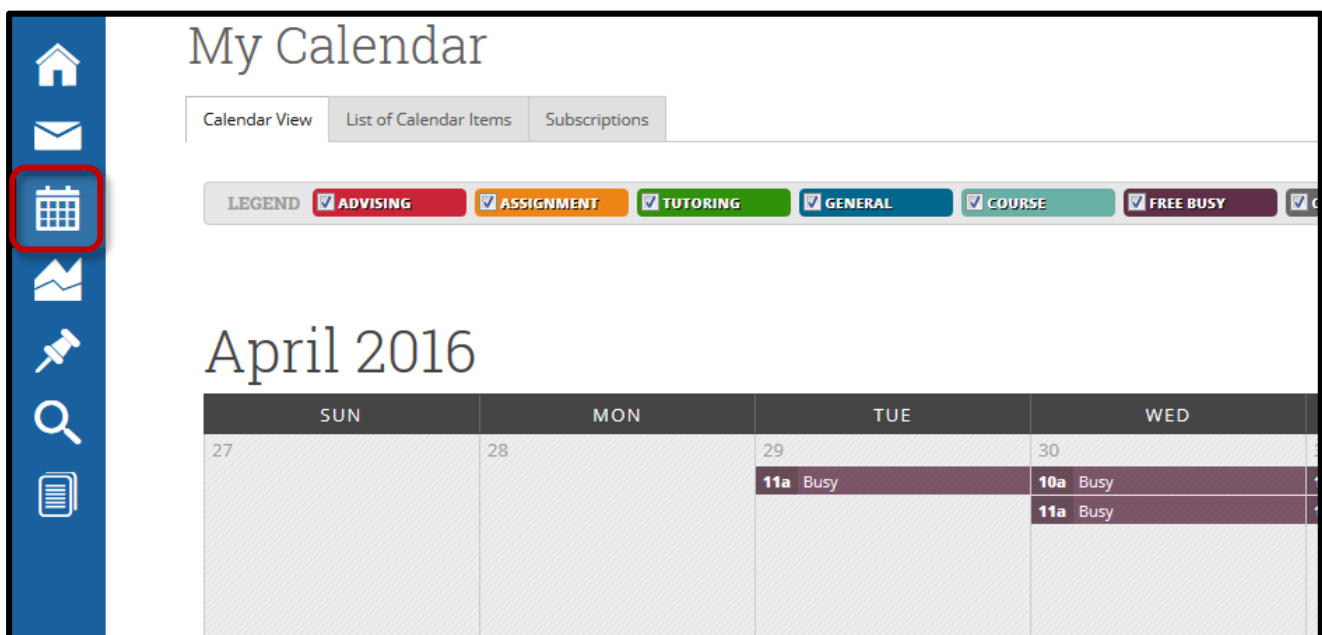 My Calendar
Calendar View List of Calendar Items Subscriptions
LEGEND ADVISING ASSIGNMENT TUTORING GENERAL COURSE FREE BUSY
April 2016
SUN MON TUE WED
27 28 29 30
11a Busy 10a Busy
11a Busy